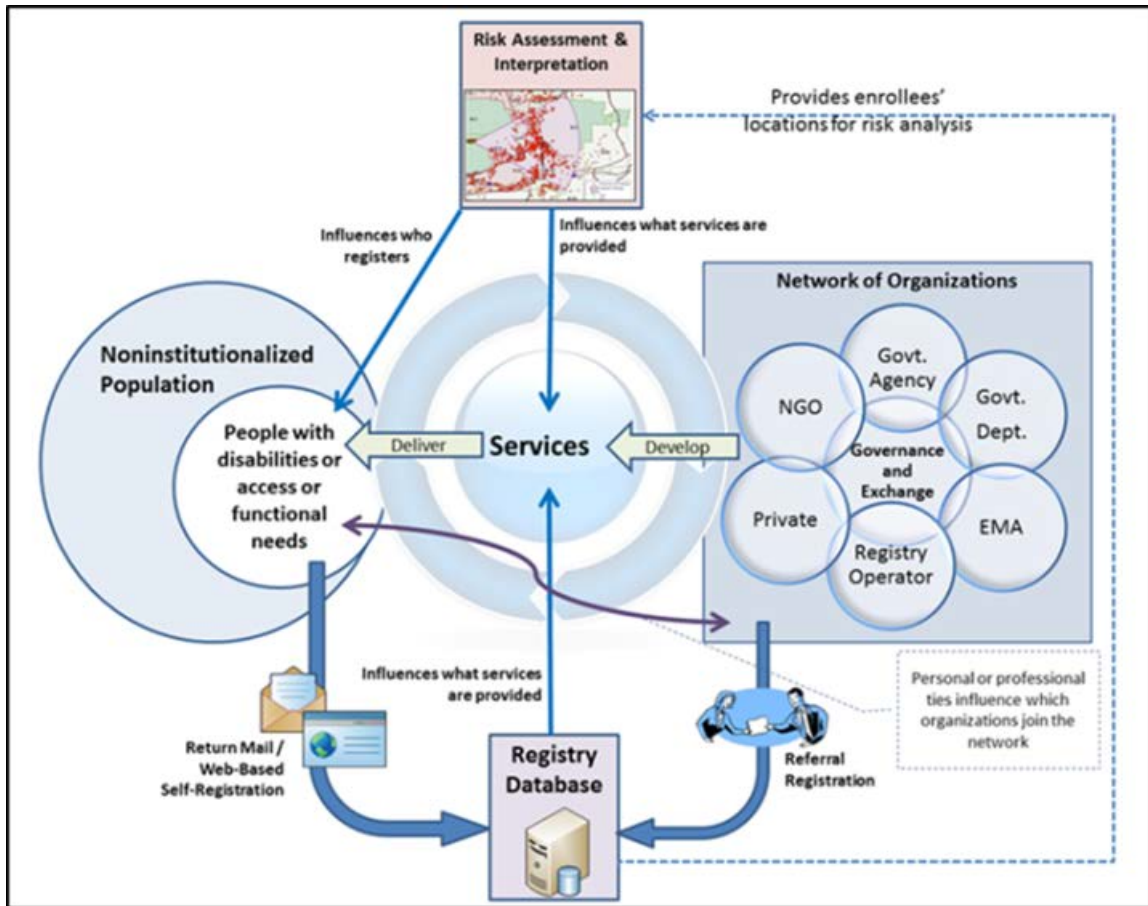 Risk Assessment &
Interpretation
Provides enrollees'
locations for risk analysis
Influences who
registers
Influences what services are
provided
Network of Organizations
Noninstitutionalized
Population
People with
disabilities or
access or
functional
needs
Deliver
Services
Develop
Govt.
Agency
NGO
Govt.
Dept.
Governance
and
Exchange
Private
EMA
Registry
Operator
Influences what services
are provided
Personal or professional
ties influence which
organizations join the
network
Return Mail /
Web-Based
Self-Registration
Registry
Database
Referral
Registration